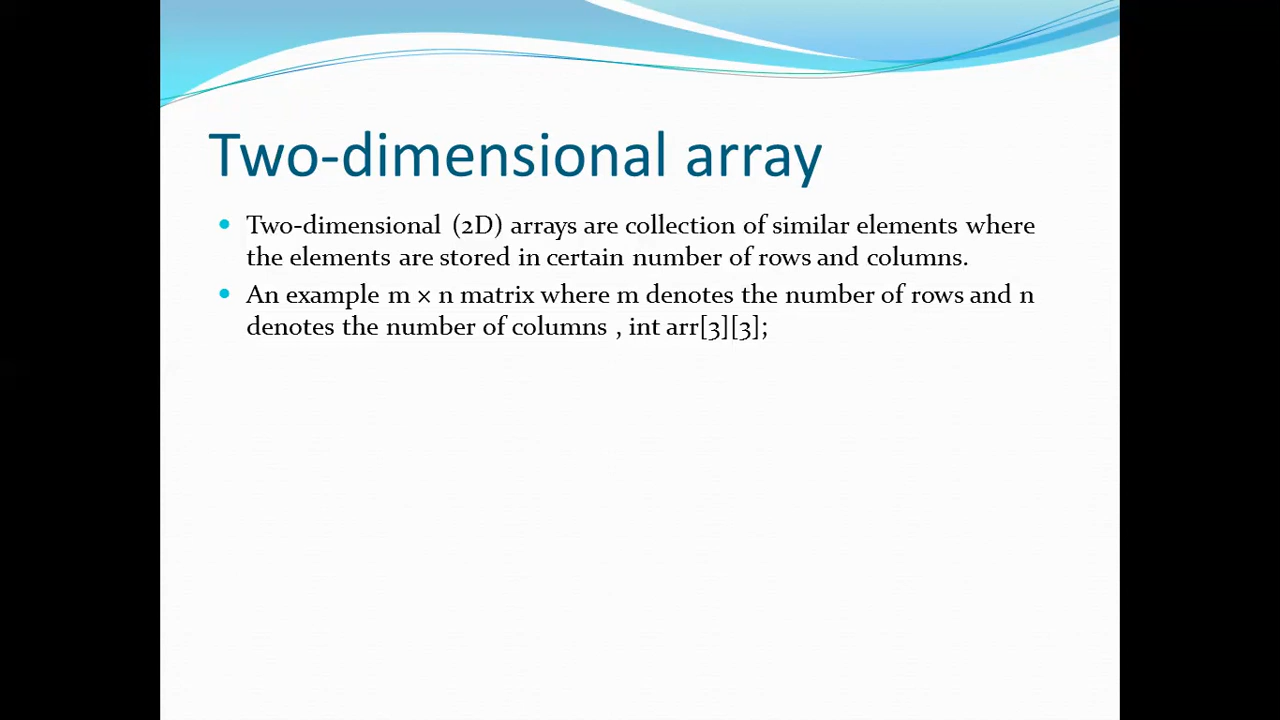 Two-dimensional array
• Two-dimensional (2D) arrays are collection of similar elements where
the elements are stored in certain number of rows and columns.
• An example m × n matrix where m denotes the number of rows and n
denotes the number of columns , int arr[3][3];